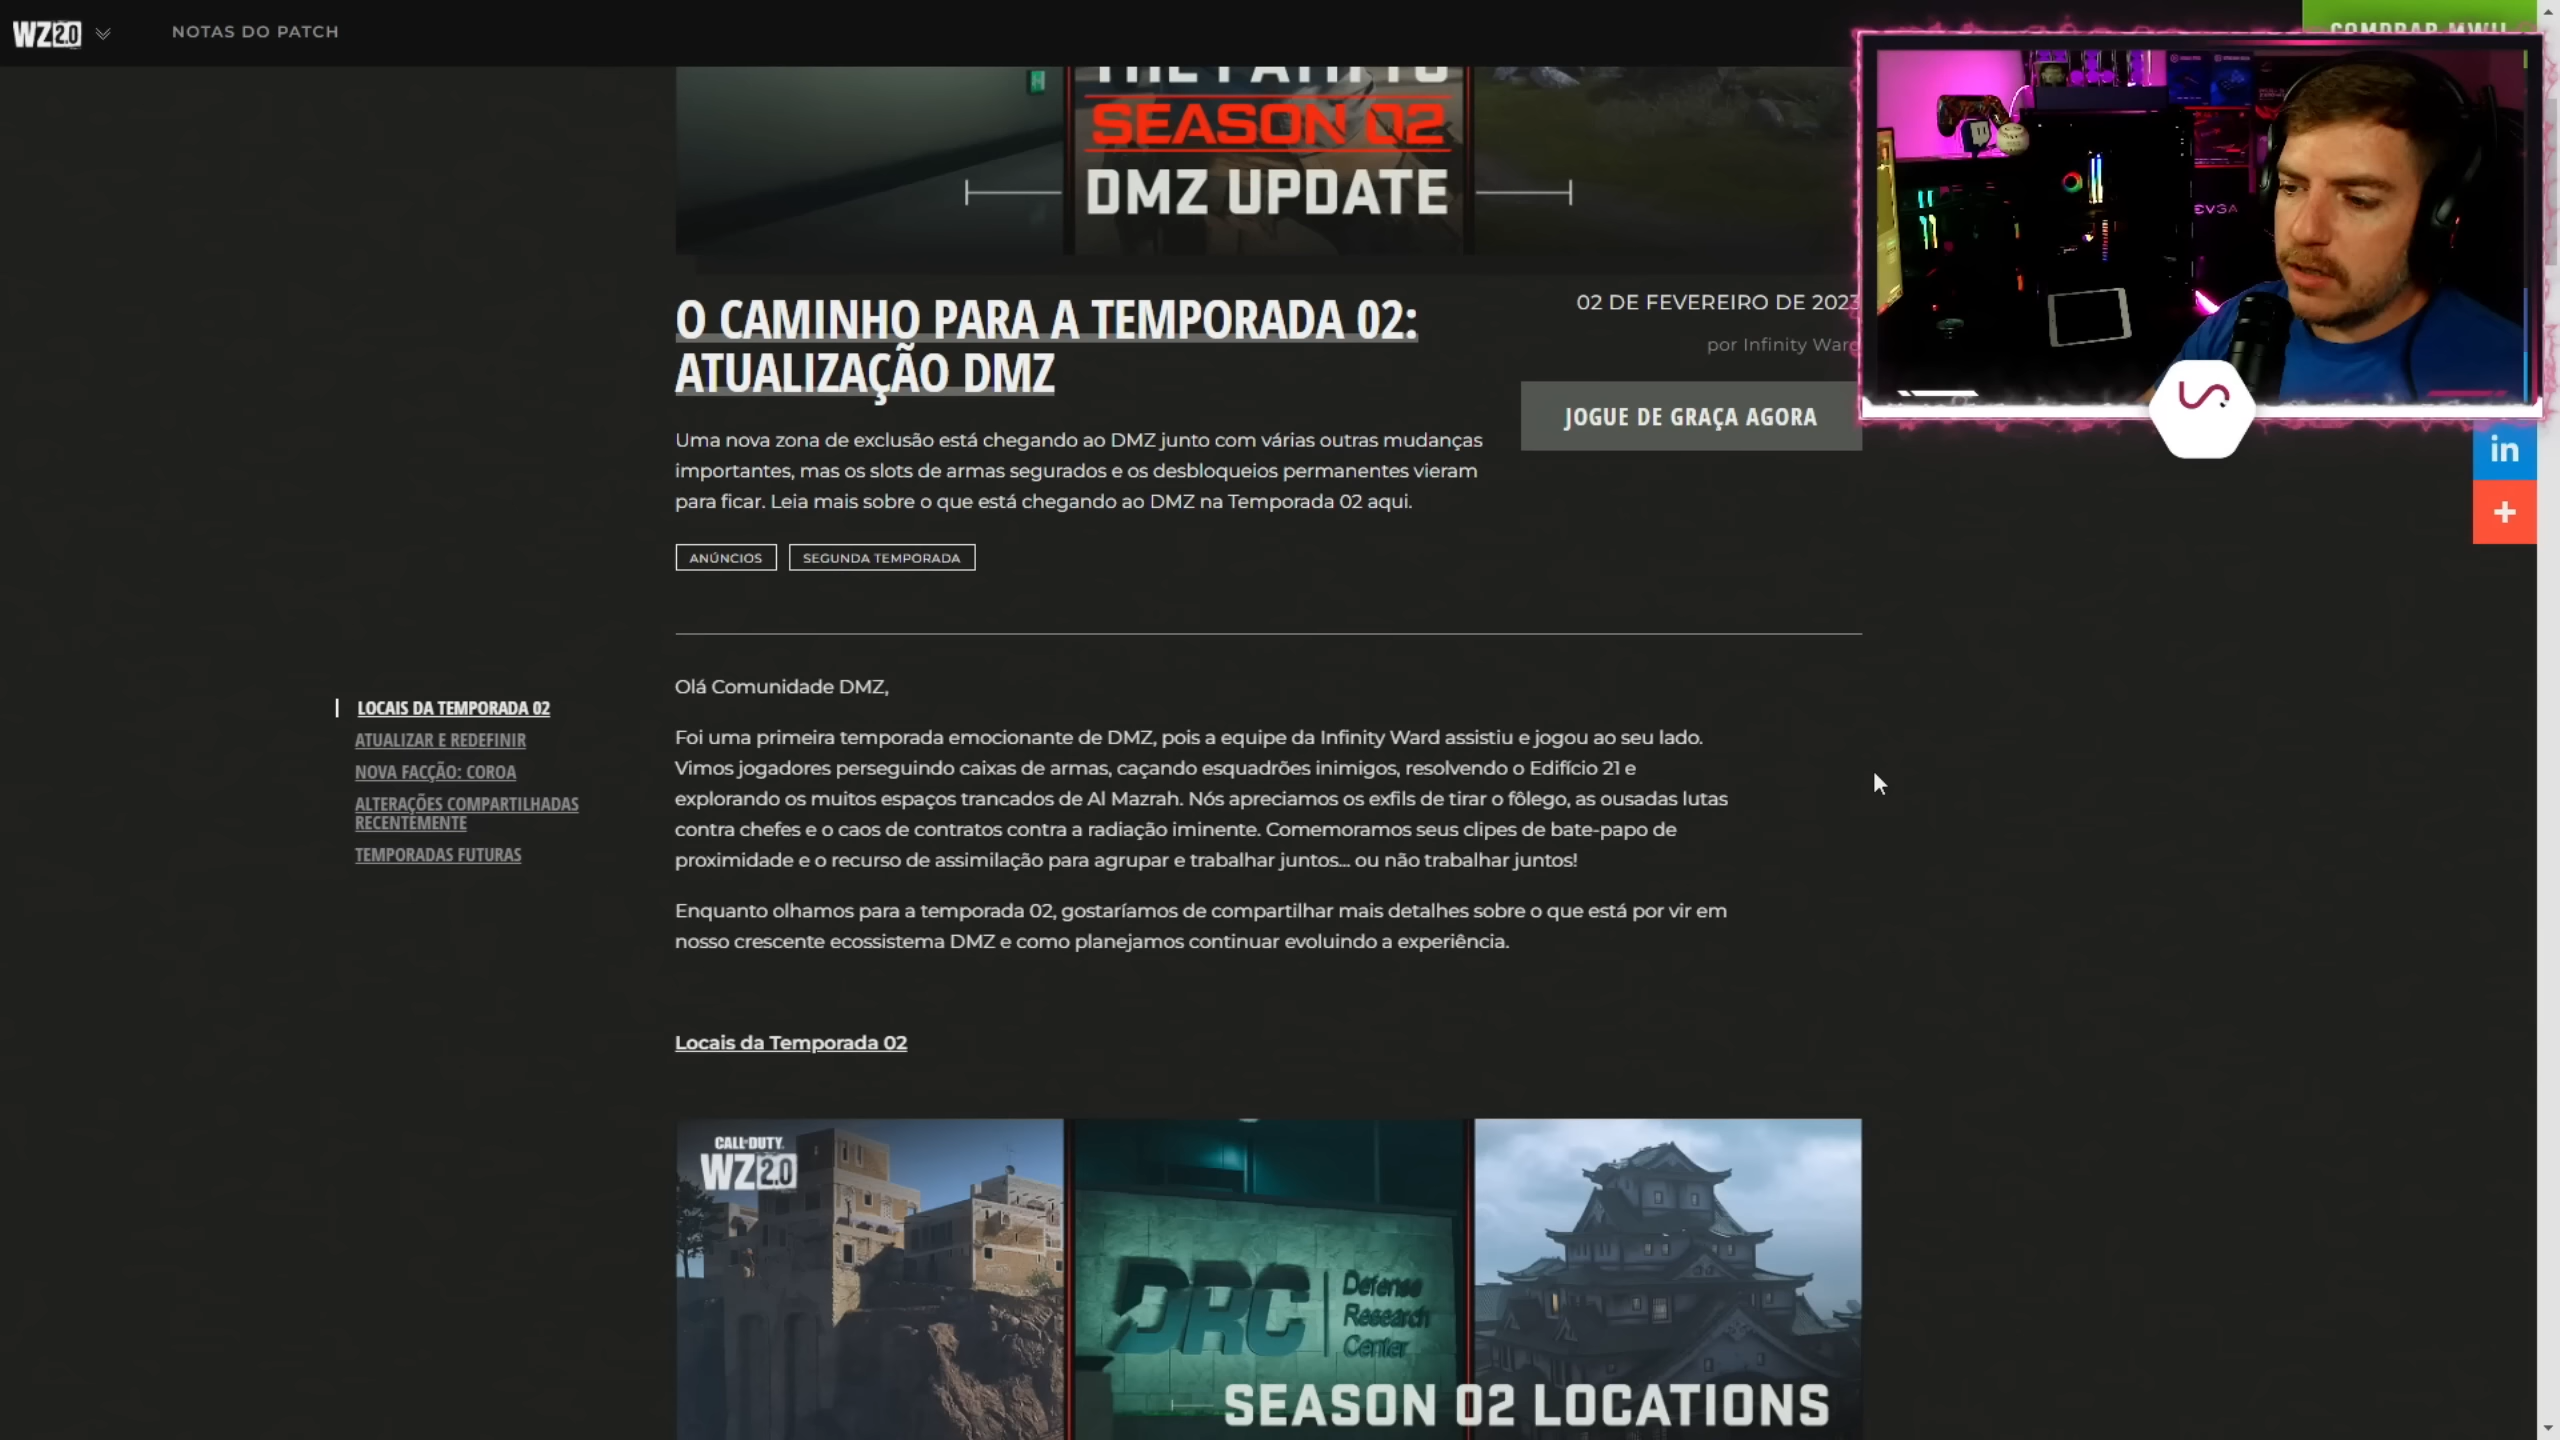 WZ2.0
NOTAS DO PATCH
SEASON 02
DMZ UPDATE
EVGA
O CAMINHO PARA A TEMPORADA 02:
ATUALIZAÇÃO DMZ
02 DE FEVEREIRO DE 2023
por Infinity Ward
JOGUE DE GRAÇA AGORA
Uma nova zona de exclusão está chegando ao DMZ junto com várias outras mudanças
importantes, mas os slots de armas segurados e os desbloqueios permanentes vieram
para ficar. Leia mais sobre o que está chegando ao DMZ na Temporada 02 aqui.
in
+
ANÚNCIOS
SEGUNDA TEMPORADA
LOCAIS DA TEMPORADA 02
ATUALIZAR E REDEFINIR
NOVA FACÇÃO: COROA
ALTERAÇÕES COMPARTILHADAS
RECENTEMENTE
TEMPORADAS FUTURAS
Olá Comunidade DMZ,
Foi uma primeira temporada emocionante de DMZ, pois a equipe da Infinity Ward assistiu e jogou ao seu lado.
Vimos jogadores perseguindo caixas de armas, caçando esquadrões inimigos, resolvendo o Edifício 21 e
explorando os muitos espaços trancados de Al Mazrah. Nós apreciamos os exfils de tirar o fôlego, as ousadas lutas
contra chefes e o caos de contratos contra a radiação iminente. Comemoramos seus clipes de bate-papo de
proximidade e o recurso de assimilação para agrupar e trabalhar juntos... ou não trabalhar juntos!
Enquanto olhamos para a temporada 02, gostaríamos de compartilhar mais detalhes sobre o que está por vir em
nosso crescente ecossistema DMZ e como planejamos continuar evoluindo a experiência.
Locais da Temporada 02
CALL OF DUTY
WZ2.0
DRC
Defense
Research
Center
SEASON 02 LOCATIONS